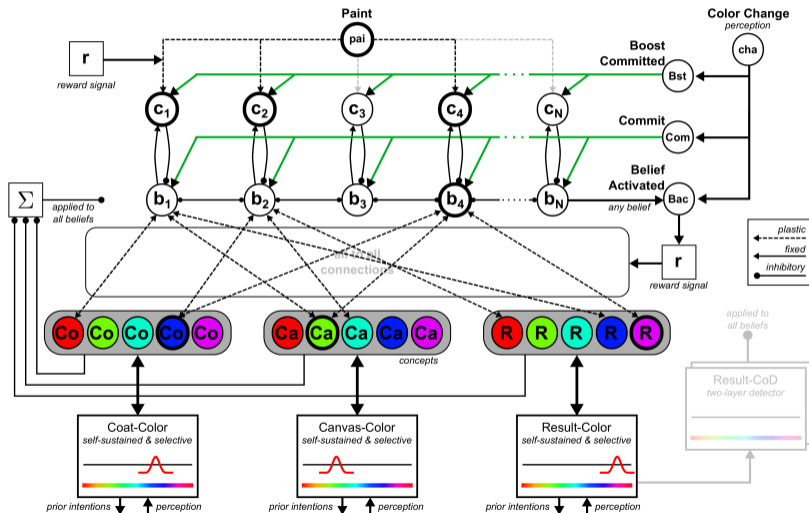 Paint
pai
Color Change
perception
cha
Boost
Committed
Bst
r
reward signal
c1
c2
c3
c4
cN
Commit
Com
Belief
Activated
any belief
Bac
Σ
applied to
all beliefs
b1
b2
b3
b4
bN
plastic
fixed
inhibitory
r
reward signal
all to all
connections
Co Co Co Co Co
Ca Ca Ca Ca Ca
R R R R R
concepts
applied to
all beliefs
Result-CoD
two-layer detector
Coat-Color
self-sustained & selective
Canvas-Color
self-sustained & selective
Result-Color
self-sustained & selective
prior intentions
perception
prior intentions
perception
prior intentions
perception